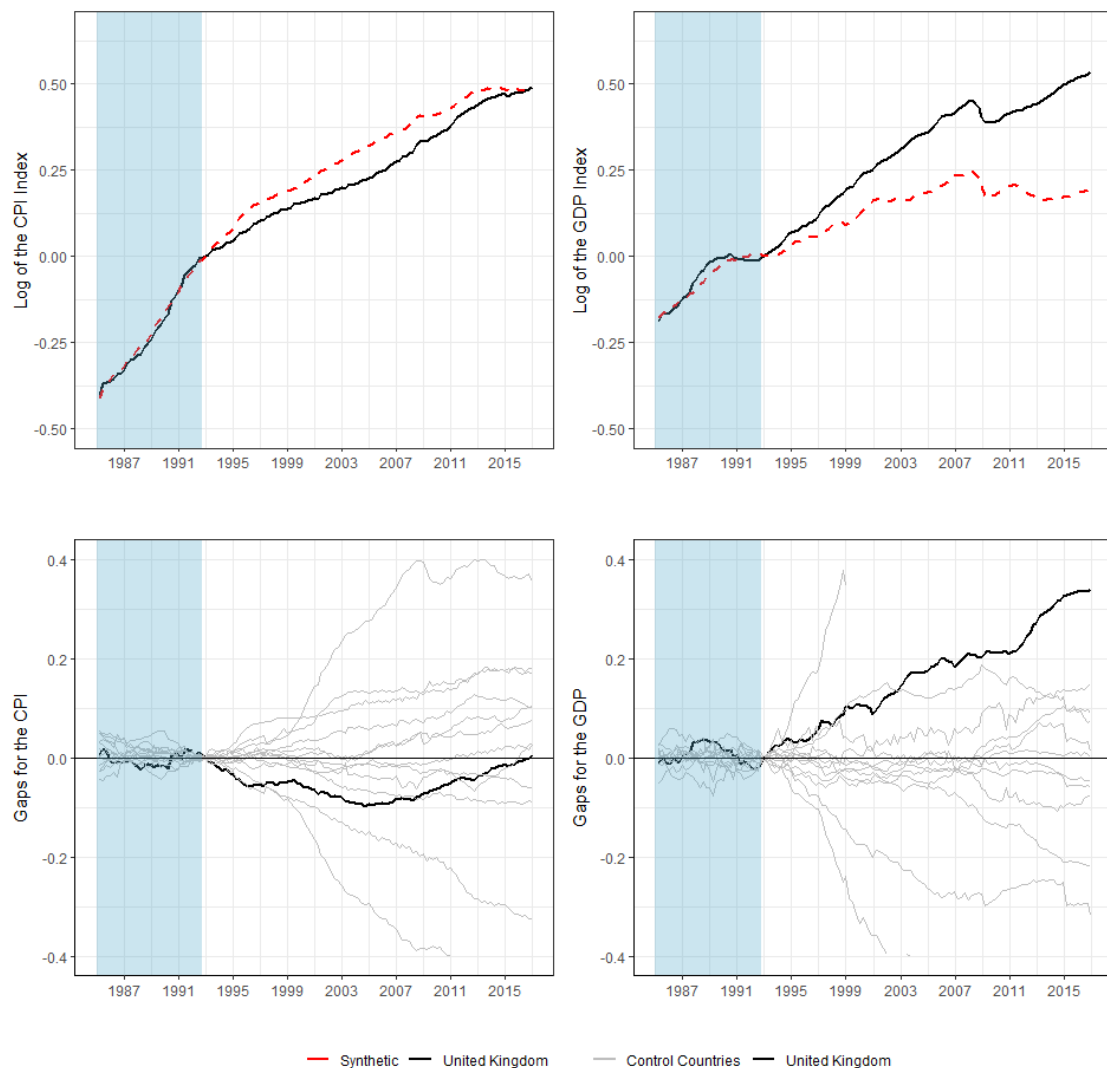 Log of the CPI Index
0.50
0.25
0.00
-0.25
-0.50
1987 1991 1995 1999 2003 2007 2011 2015
Log of the GDP Index
0.50
0.25
0.00
-0.25
-0.50
1987 1991 1995 1999 2003 2007 2011 2015
Gaps for the CPI
0.4
0.2
0.0
-0.2
-0.4
1987 1991 1995 1999 2003 2007 2011 2015
Gaps for the GDP
0.4
0.2
0.0
-0.2
-0.4
1987 1991 1995 1999 2003 2007 2011 2015
Synthetic United Kingdom Control Countries United Kingdom